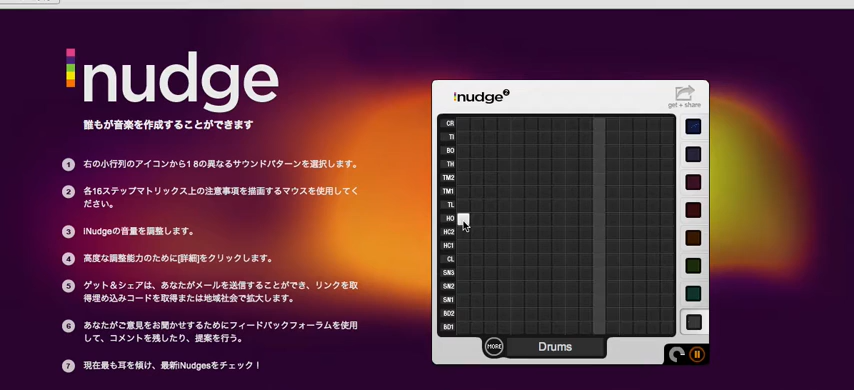 inudge
誰もが音楽を作成することができます
1 右の小行列のアイコンから1 8の異なるサウンドパターンを選択します。
2 各16ステップマトリックス上の注意事項を描画するマウスを使用してく
ださい。
3 iNudgeの音量を調整します。
4 高度な調整能力のために[詳細]をクリックします。
5 ゲット＆シェアは、あなたがメールを送信することができ、リンクを取
得埋め込みコードを取得または地域社会で拡大します。
6 あなたがご意見をお聞かせするためにフィードバックフォーラムを使用
して、コメントを残したり、提案を行う。
7 現在最も耳を傾け、最新iNudgesをチェック！
inudge2
get + share
CR
TI
BO
TH
TM2
TM1
TL
HO
HC2
HC1
CL
SN3
SN2
SN1
BD2
BD1
MORE
Drums